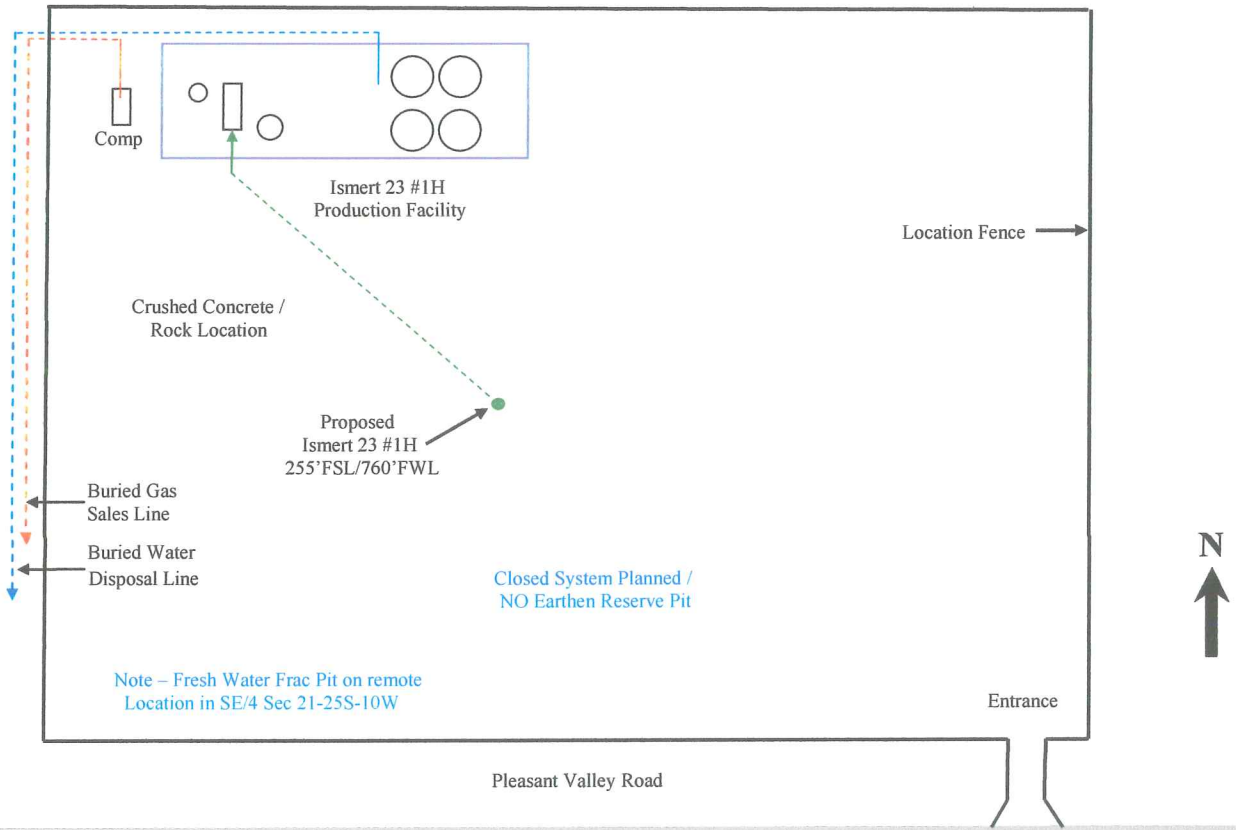 Comp
Ismert 23 #1H
Production Facility
Location Fence
Crushed Concrete /
Rock Location
Proposed
Ismert 23 #1H
255'FSL/760'FWL
Buried Gas
Sales Line
Buried Water
Disposal Line
N
Closed System Planned /
NO Earthen Reserve Pit
Note – Fresh Water Frac Pit on remote
Location in SE/4 Sec 21-25S-10W
Entrance
Pleasant Valley Road